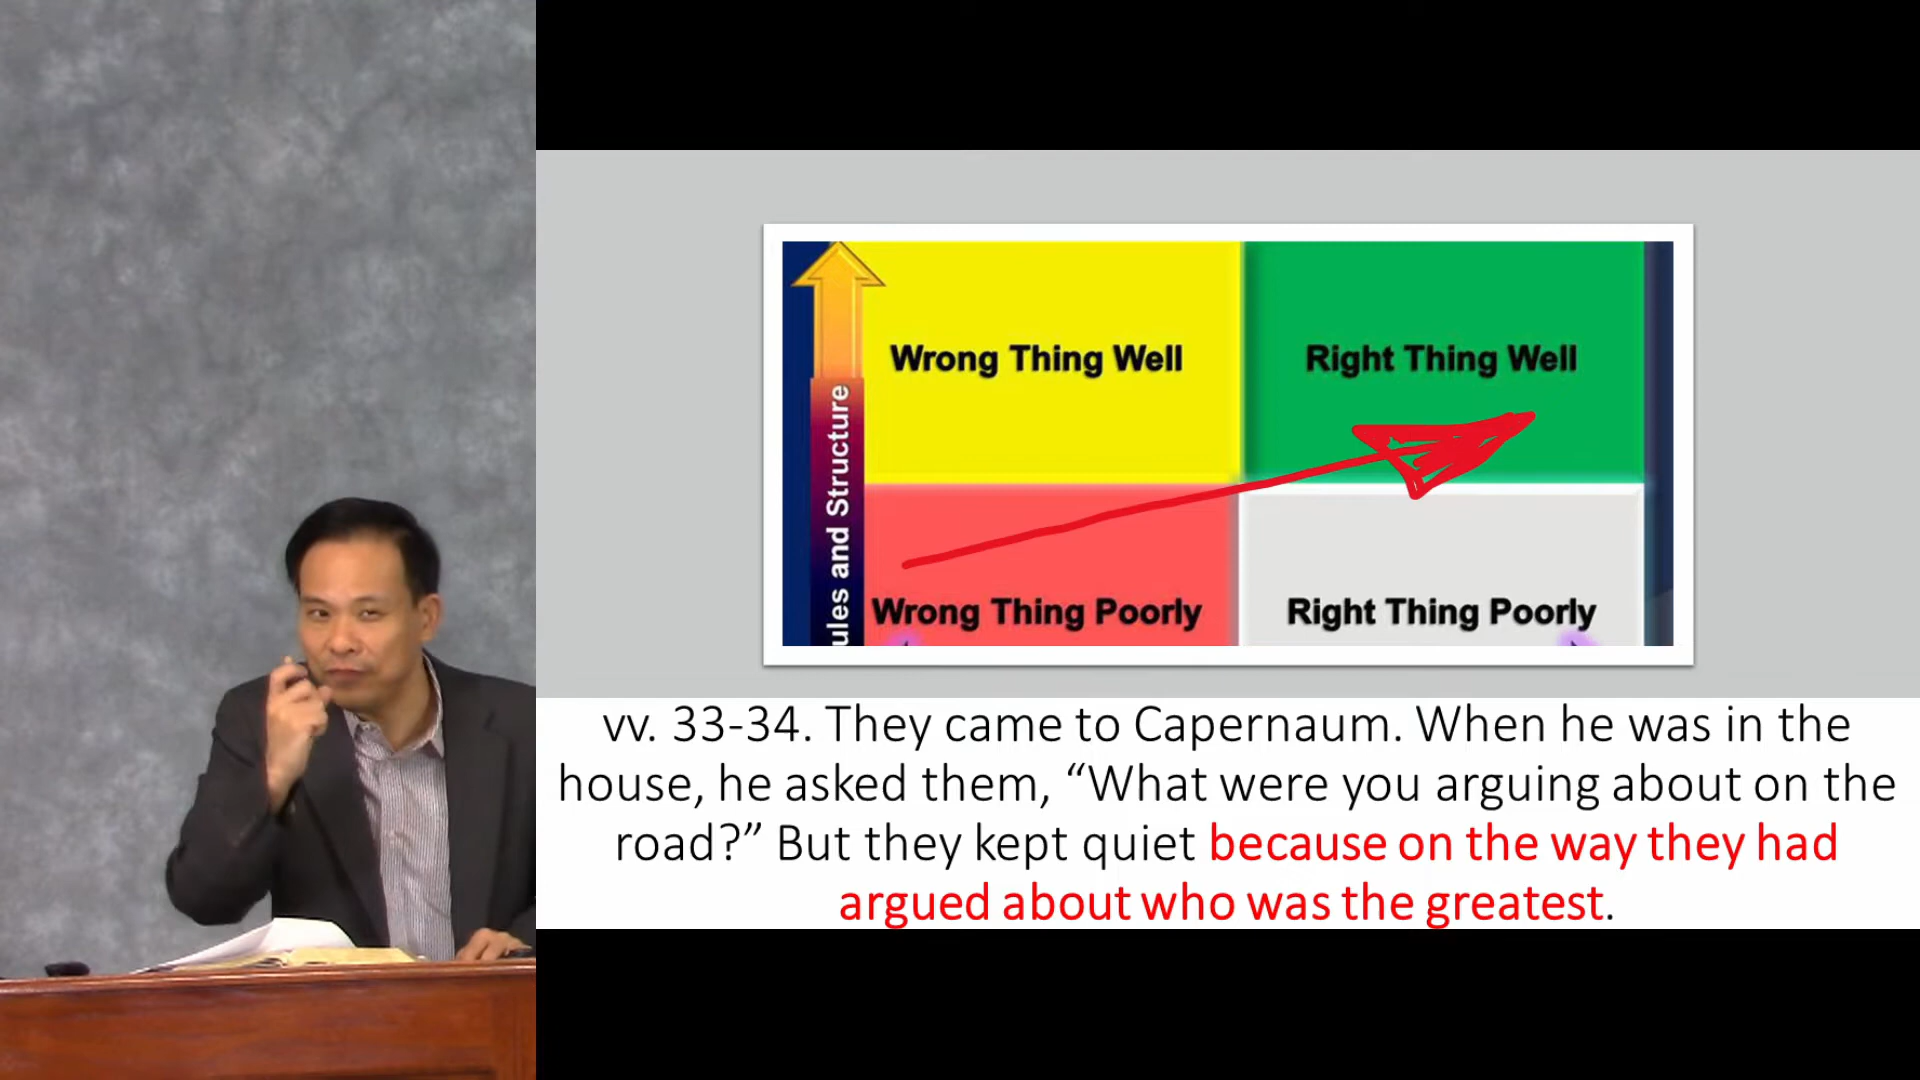 Wrong Thing Well
Right Thing Well
ules and Structure
Wrong Thing Poorly
Right Thing Poorly
vv. 33-34. They came to Capernaum. When he was in the
house, he asked them, “What were you arguing about on the
road?” But they kept quiet because on the way they had
argued about who was the greatest.